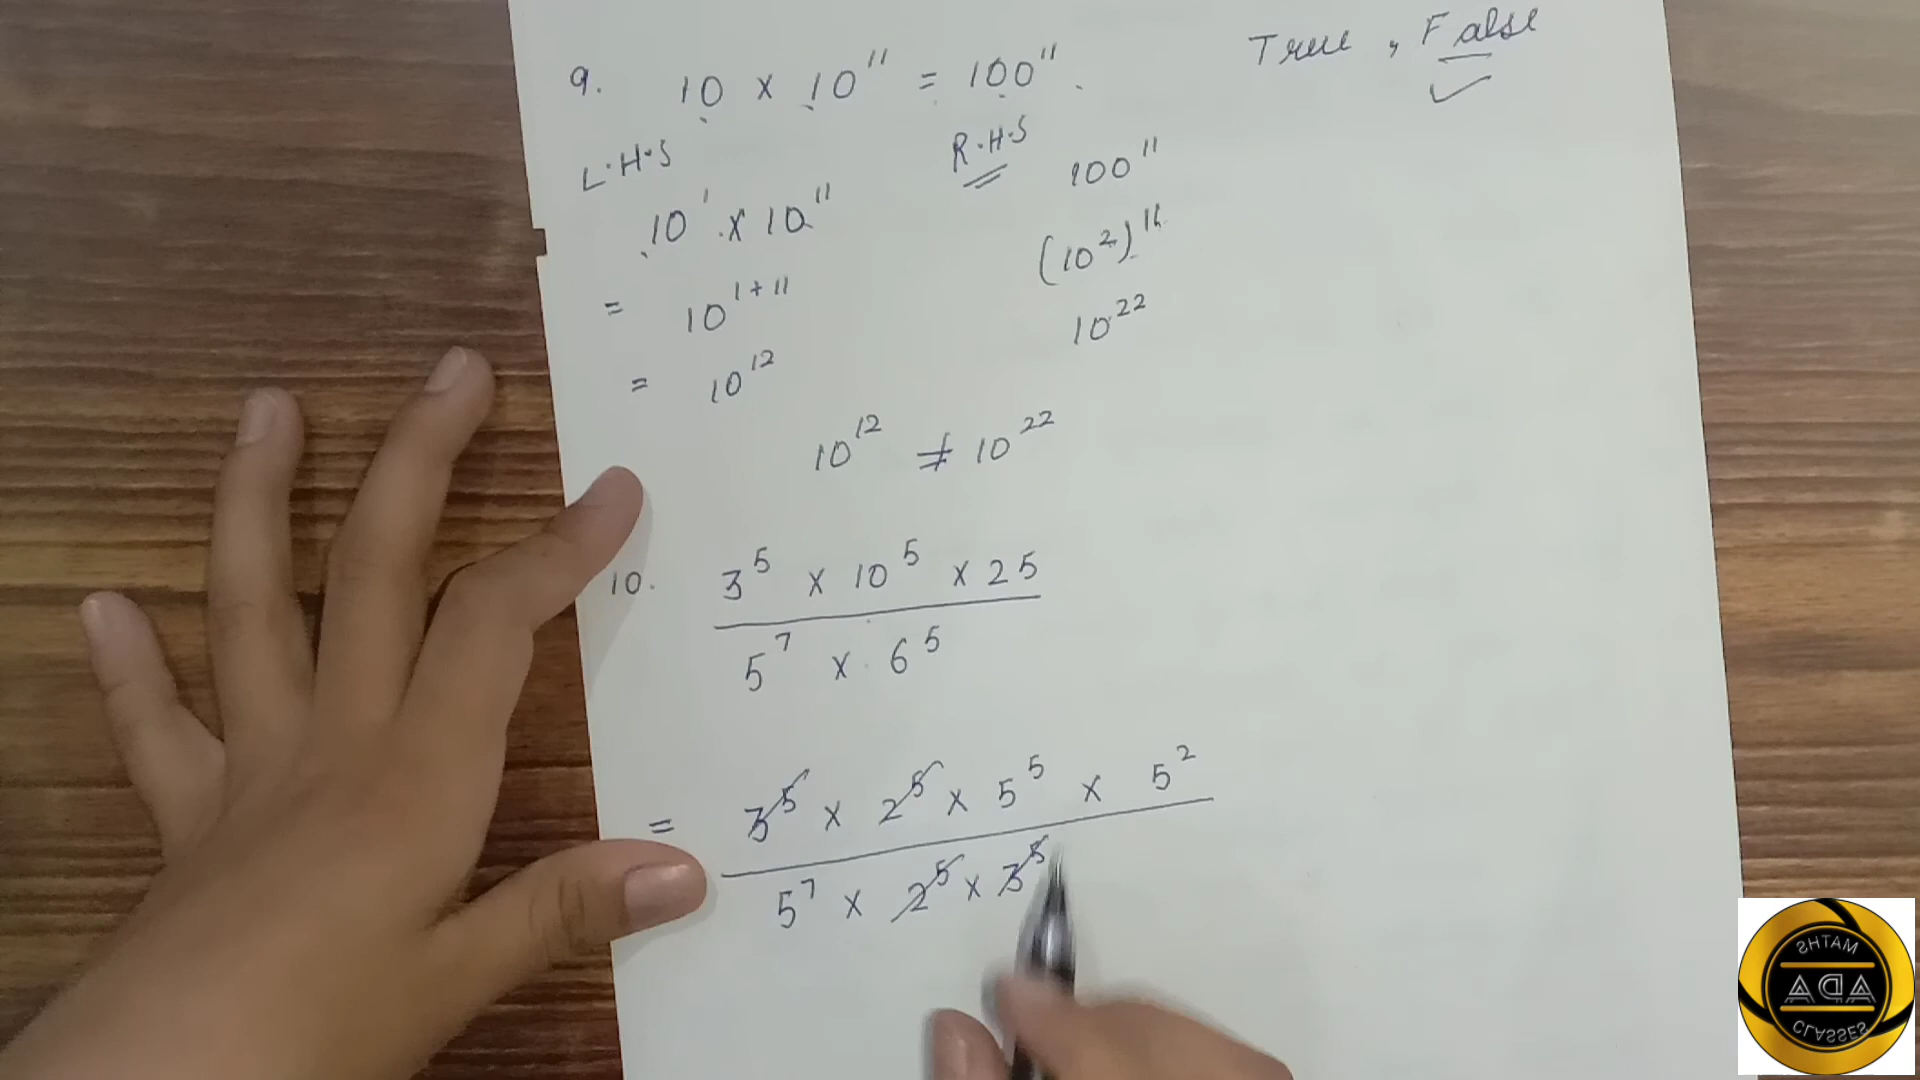 True , False ✓
9. 10 × 10¹¹ = 100¹¹ .
L.H.S R.H.S
10¹ × 10¹¹ 100¹¹
= 10¹⁺¹¹ (10²)¹¹
= 10¹² 10²²
10¹² ≠ 10²²
10. 3⁵ × 10⁵ × 25
5⁷ × 6⁵
= 3⁵ × 2⁵ × 5⁵ × 5²
5⁷ × 2⁵ × 3⁵
MATHS
ADA
CLASSES